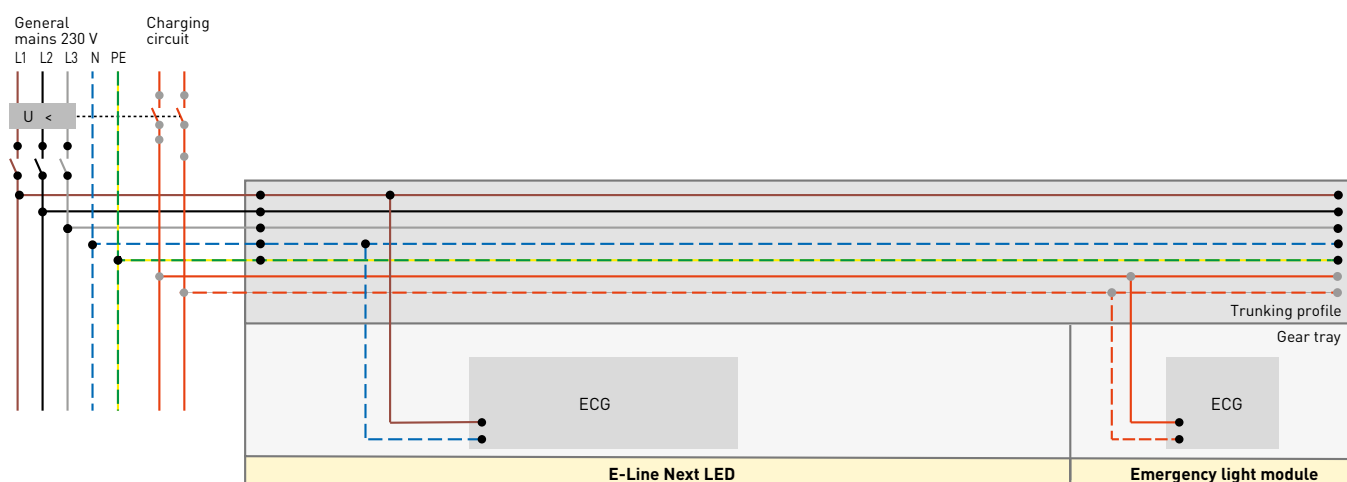 General
mains 230 V
Charging
circuit
L1 L2 L3 N PE
U <
Trunking profile
Gear tray
ECG
ECG
E-Line Next LED
Emergency light module